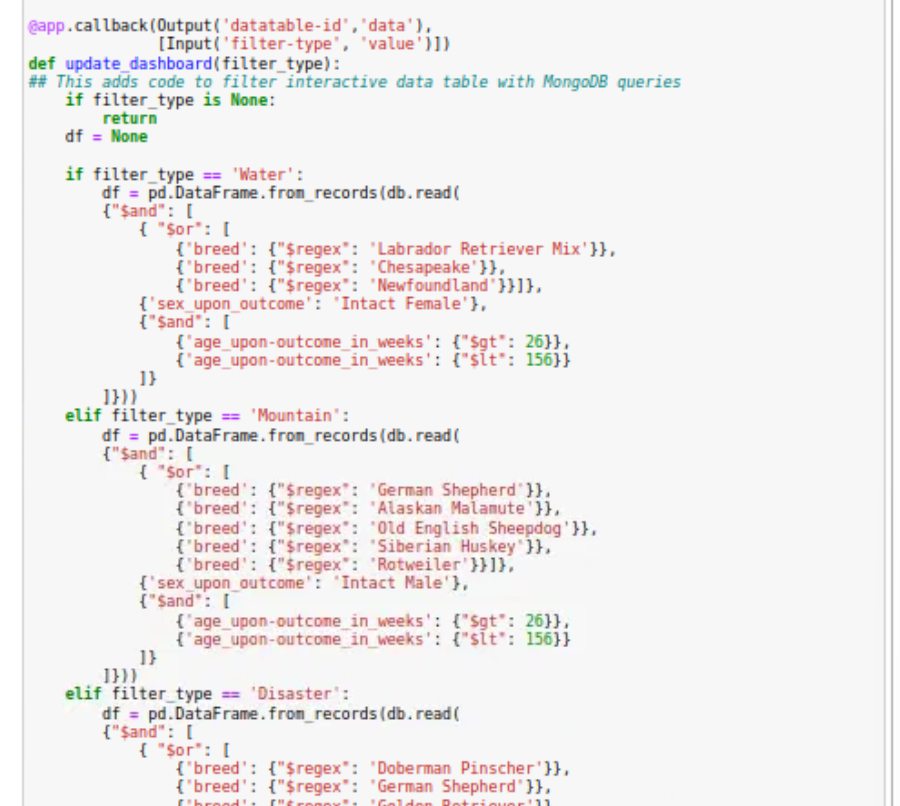 @app.callback(Output('datatable-id','data'),
              [Input('filter-type', 'value')])
def update_dashboard(filter_type):
## This adds code to filter interactive data table with MongoDB queries
    if filter_type is None:
        return
    df = None
    if filter_type == 'Water':
        df = pd.DataFrame.from_records(db.read(
        {"$and": [
            { "$or": [
                {'breed': {"$regex": 'Labrador Retriever Mix'}},
                {'breed': {"$regex": 'Chesapeake'}},
                {'breed': {"$regex": 'Newfoundland'}}]},
            {'sex_upon_outcome': 'Intact Female'},
            {"$and": [
                {'age_upon-outcome_in_weeks': {"$gt": 26}},
                {'age_upon-outcome_in_weeks': {"$lt": 156}}
            ]}
        ]}))
    elif filter_type == 'Mountain':
        df = pd.DataFrame.from_records(db.read(
        {"$and": [
            { "$or": [
                {'breed': {"$regex": 'German Shepherd'}},
                {'breed': {"$regex": 'Alaskan Malamute'}},
                {'breed': {"$regex": 'Old English Sheepdog'}},
                {'breed': {"$regex": 'Siberian Huskey'}},
                {'breed': {"$regex": 'Rotweiler'}}]},
            {'sex_upon_outcome': 'Intact Male'},
            {"$and": [
                {'age_upon-outcome_in_weeks': {"$gt": 26}},
                {'age_upon-outcome_in_weeks': {"$lt": 156}}
            ]}
        ]}))
    elif filter_type == 'Disaster':
        df = pd.DataFrame.from_records(db.read(
        {"$and": [
            { "$or": [
                {'breed': {"$regex": 'Doberman Pinscher'}},
                {'breed': {"$regex": 'German Shepherd'}},
                {'breed': {"$regex": 'Golden Retriever'}}